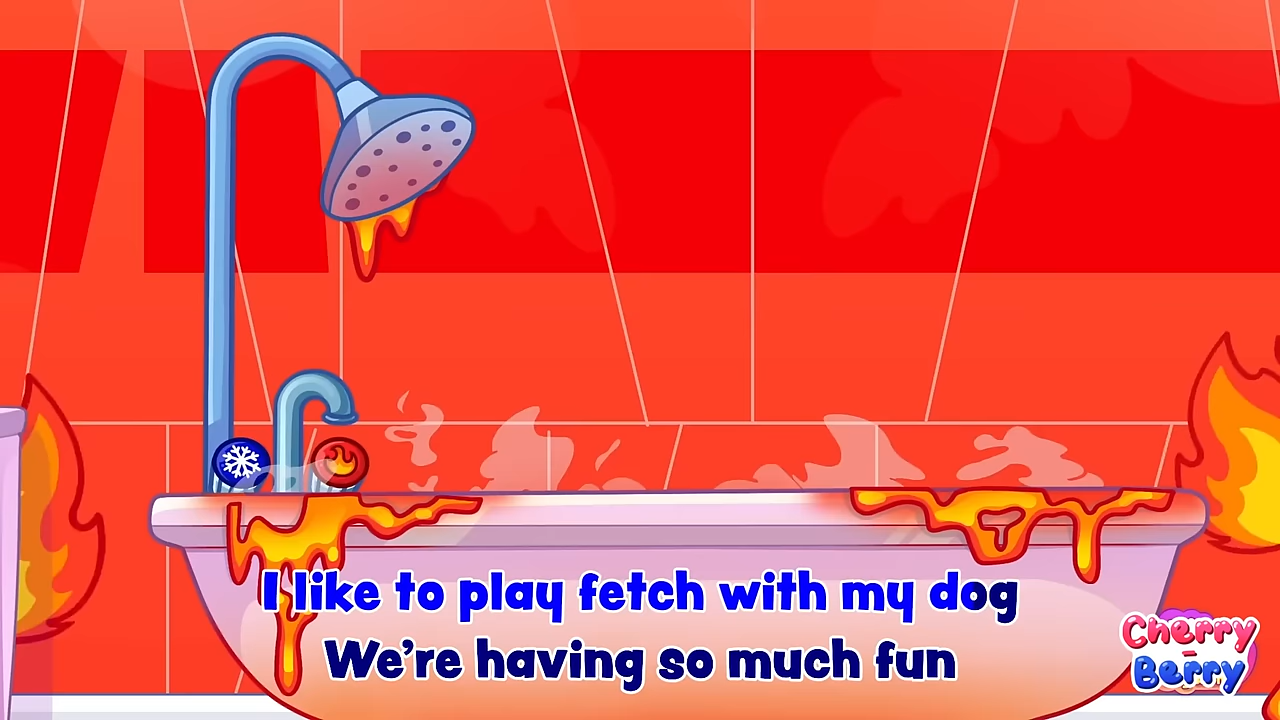 I like to play fetch with my dog
We're having so much fun
Cherry
-
Berry